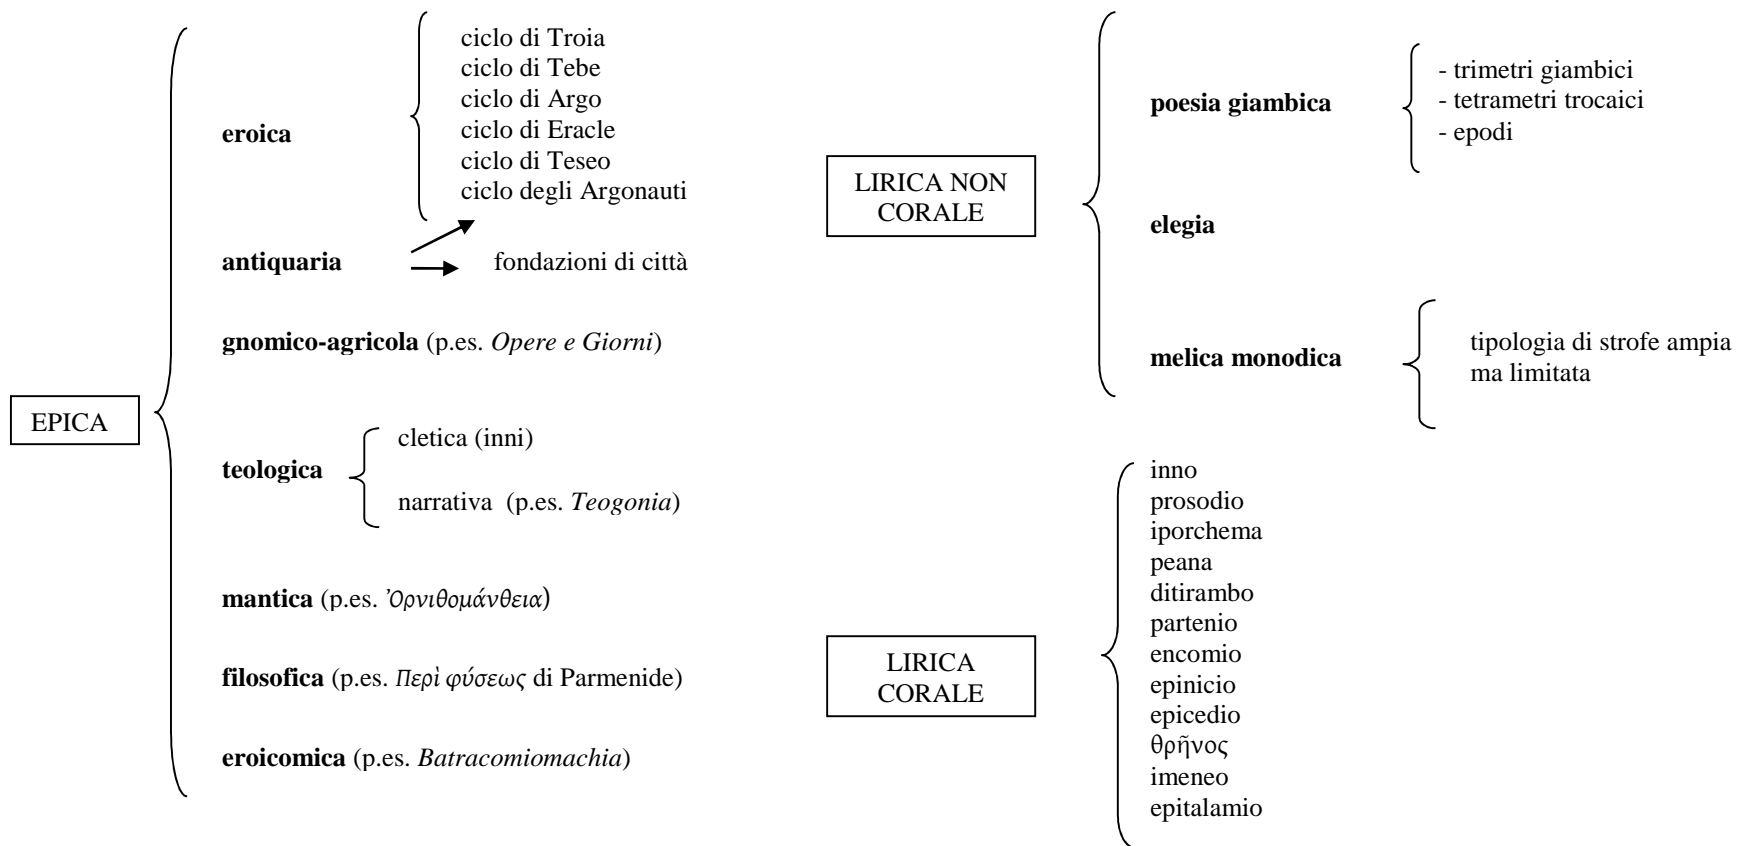 EPICA
eroica
ciclo di Troia
ciclo di Tebe
ciclo di Argo
ciclo di Eracle
ciclo di Teseo
ciclo degli Argonauti
antiquaria
fondazioni di città
gnomico-agricola (p.es. Opere e Giorni)
teologica
cletica (inni)
narrativa (p.es. Teogonia)
mantica (p.es. Ὀρνιθομάνθεια)
filosofica (p.es. Περὶ φύσεως di Parmenide)
eroicomica (p.es. Batracomiomachia)
LIRICA NON
CORALE
poesia giambica
- trimetri giambici
- tetrametri trocaici
- epodi
elegia
melica monodica
tipologia di strofe ampia
ma limitata
LIRICA
CORALE
inno
prosodio
iporchema
peana
ditirambo
partenio
encomio
epinicio
epicedio
θρῆνος
imeneo
epitalamio